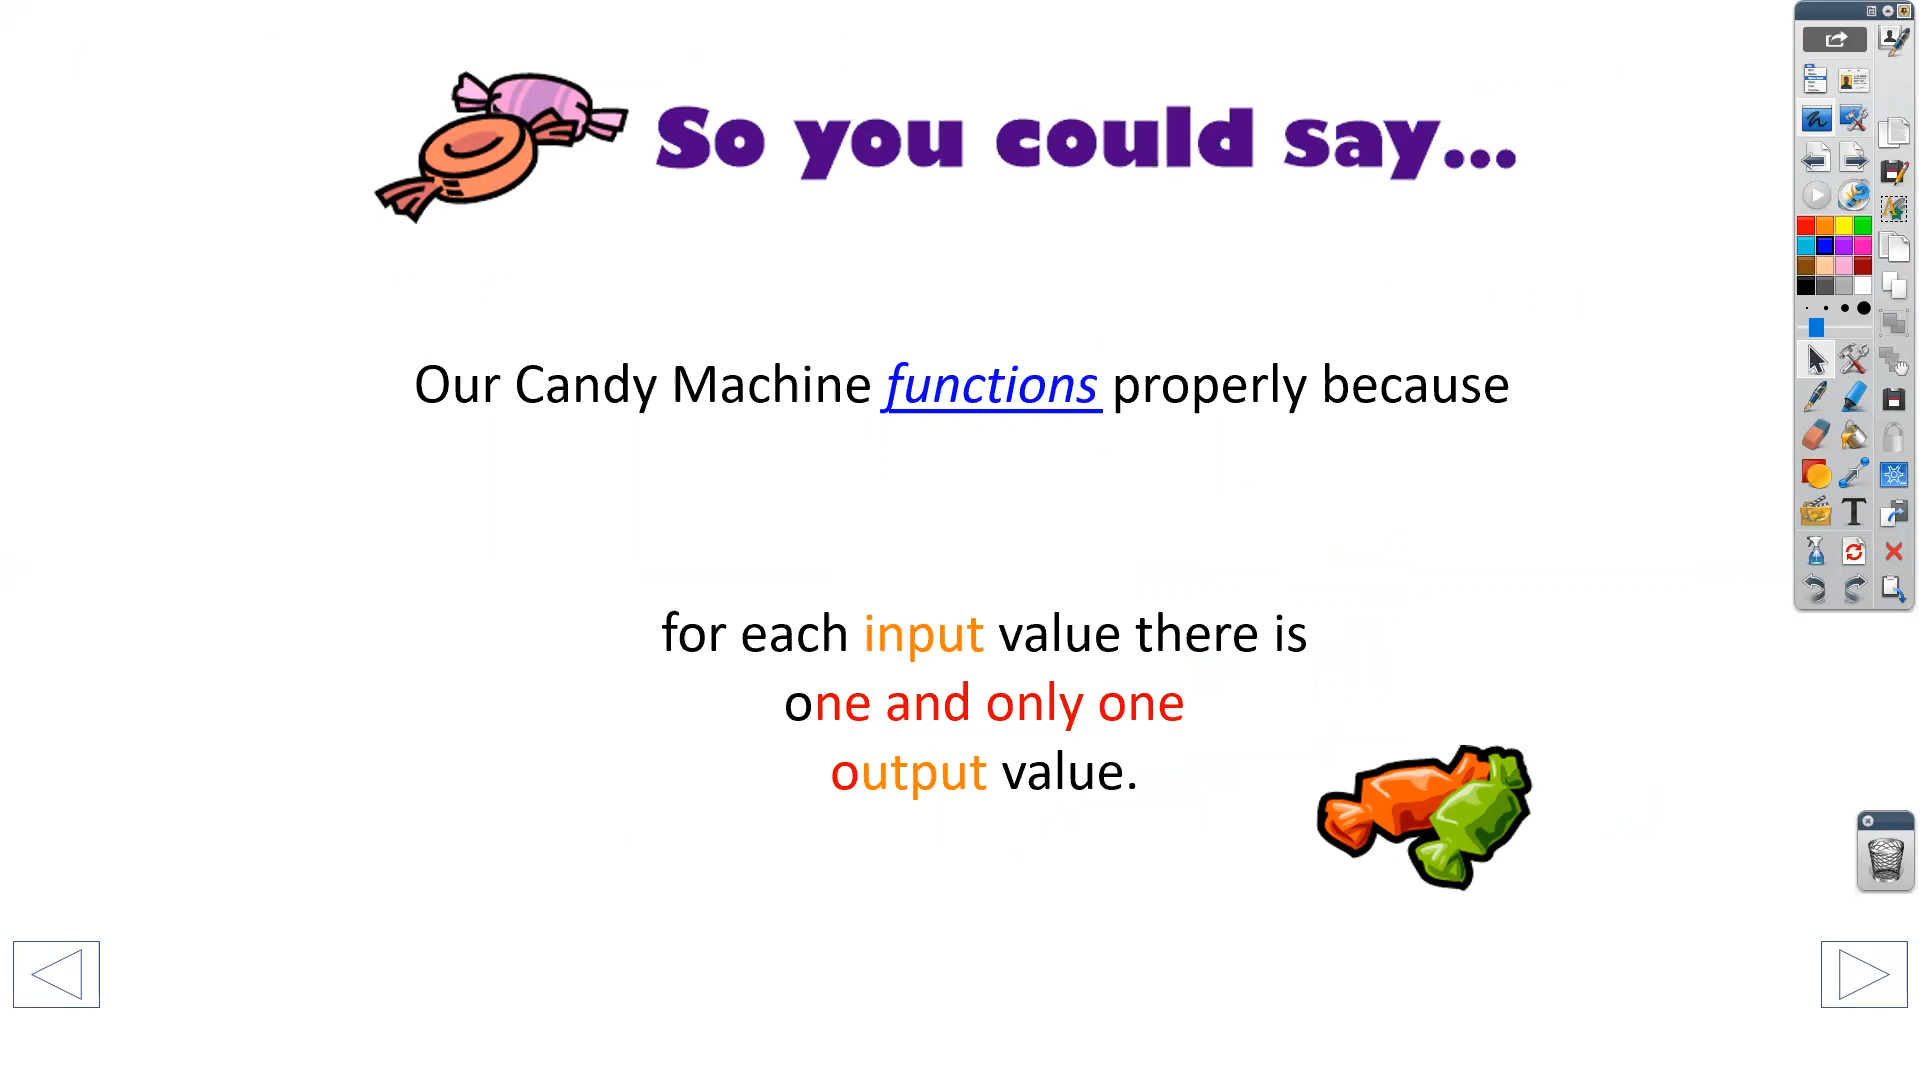 So you could say...
Our Candy Machine functions properly because
for each input value there is
one and only one
output value.